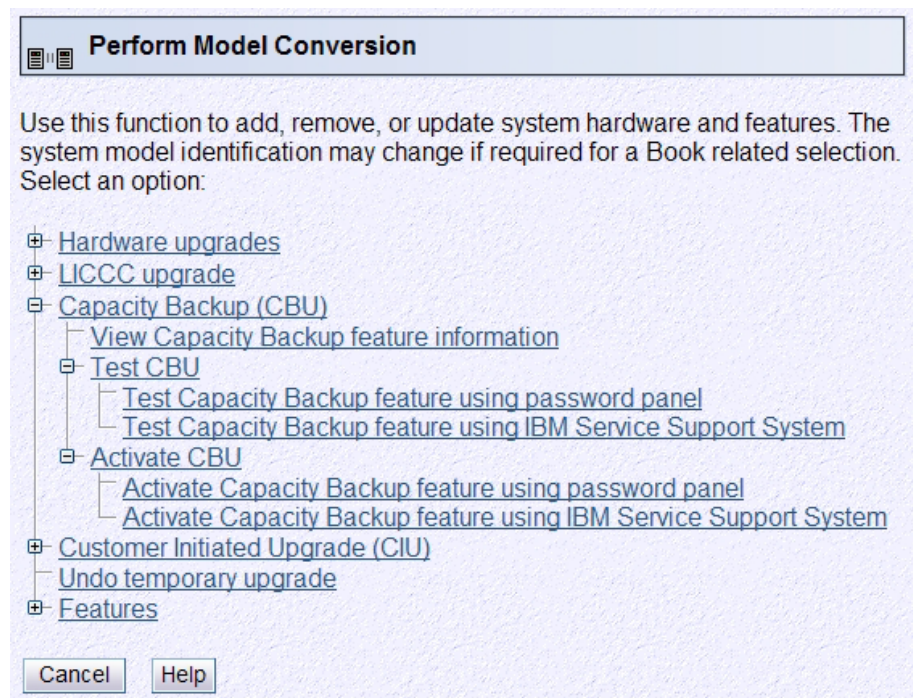 Perform Model Conversion
Use this function to add, remove, or update system hardware and features. The
system model identification may change if required for a Book related selection.
Select an option:
Hardware upgrades
LICCC upgrade
Capacity Backup (CBU)
View Capacity Backup feature information
Test CBU
Test Capacity Backup feature using password panel
Test Capacity Backup feature using IBM Service Support System
Activate CBU
Activate Capacity Backup feature using password panel
Activate Capacity Backup feature using IBM Service Support System
Customer Initiated Upgrade (CIU)
Undo temporary upgrade
Features
Cancel Help